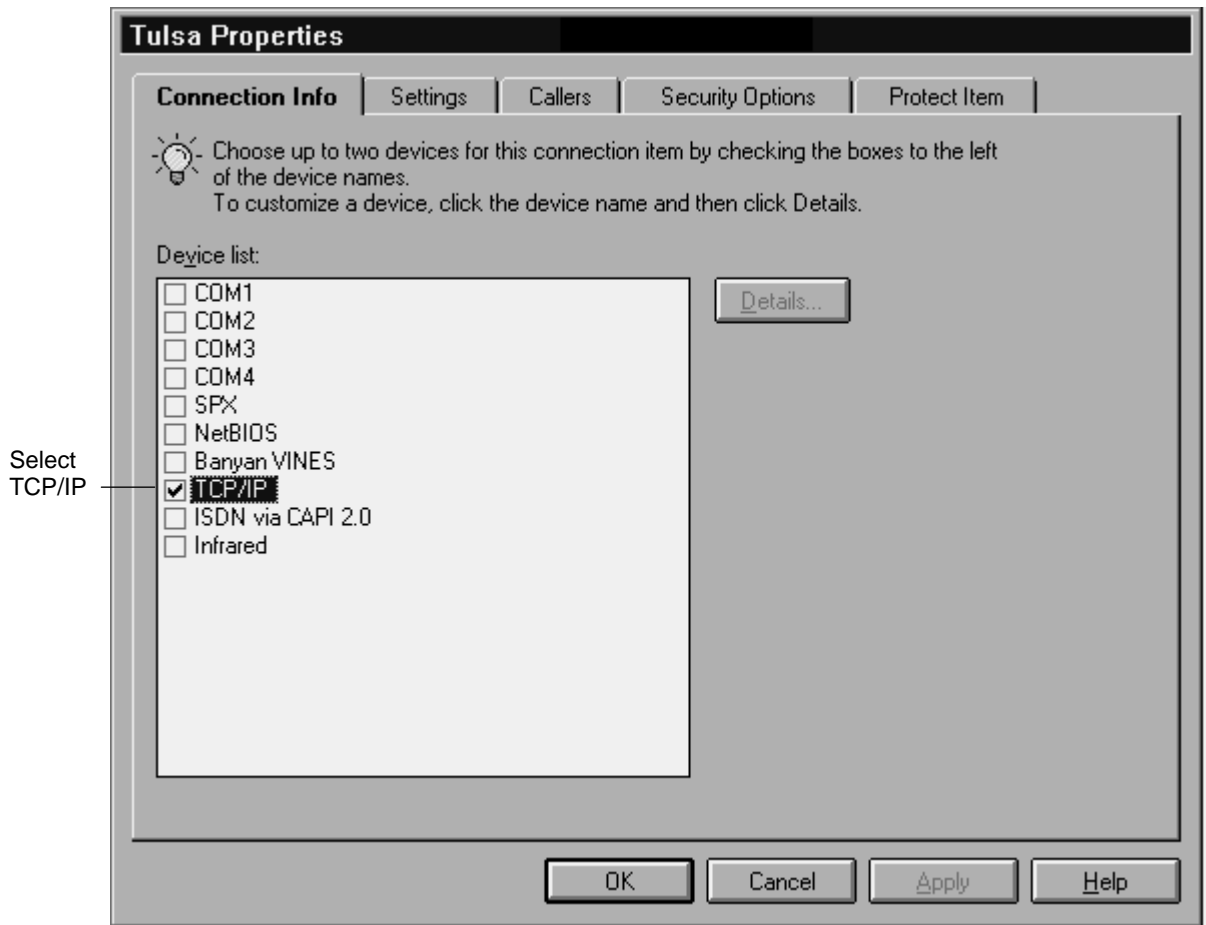 Tulsa Properties
Connection Info Settings Callers Security Options Protect Item
Choose up to two devices for this connection item by checking the boxes to the left
of the device names.
To customize a device, click the device name and then click Details.
Device list:
COM1
Details...
COM2
COM3
COM4
SPX
NetBIOS
Banyan VINES
Select
TCP/IP
TCP/IP
ISDN via CAPI 2.0
Infrared
OK Cancel Apply Help